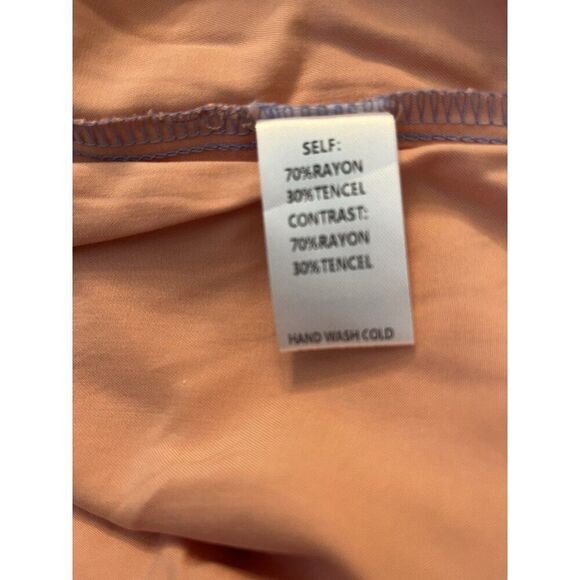 SELF:
70%RAYON
30%TENCEL
CONTRAST:
70%RAYON
30%TENCEL
HAND WASH COLD